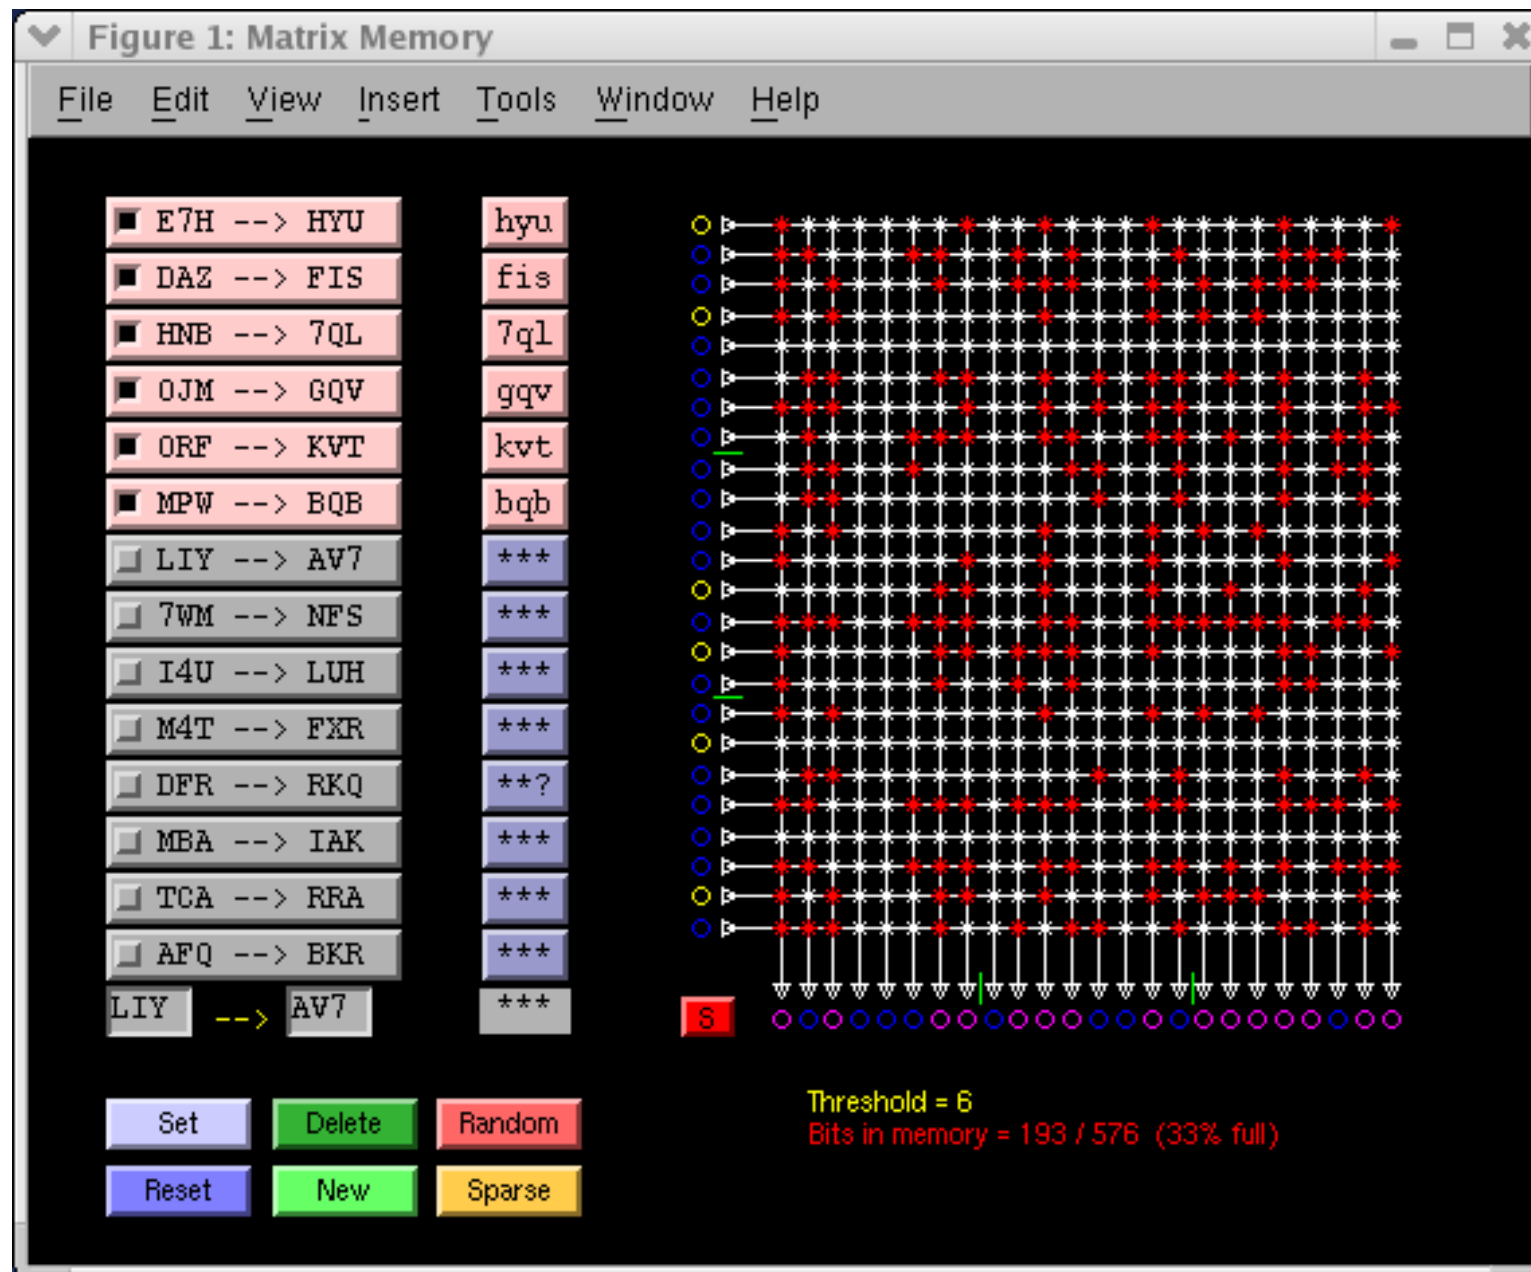 Figure 1: Matrix Memory
File Edit View Insert Tools Window Help
E7H --> HYU hyu
DAZ --> FIS fis
HNB --> 7QL 7ql
OJM --> GQV gqv
ORF --> KVT kvt
MPW --> BQB bqb
LIY --> AV7 ***
7WM --> NFS ***
I4U --> LUH ***
M4T --> FXR ***
DFR --> RKQ **?
MBA --> IAK ***
TCA --> RRA ***
AFQ --> BKR ***
LIY --> AV7 *** S
Threshold = 6
Bits in memory = 193 / 576 (33% full)
Set Delete Random
Reset New Sparse